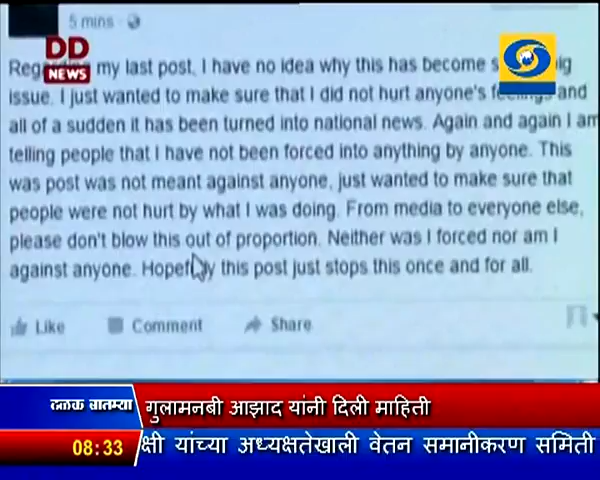 5 mins
DD
NEWS
my last post, I have no idea why this has become
issue. I just wanted to make sure that I did not hurt anyone's and
all of a sudden it has been turned into national news. Again and again I am
telling people that I have not been forced into anything by anyone. This
was post was not meant against anyone, just wanted to make sure that
people were not hurt by what I was doing. From media to everyone else,
please don't blow this out of proportion. Neither was I forced nor am I
against anyone. Hopefully this post just stops this once and for all.
Like Comment Share
ठळक बातम्या
गुलामनबी आझाद यांनी दिली माहिती
08:33
क्षी यांच्या अध्यक्षतेखाली वेतन समानीकरण समिती